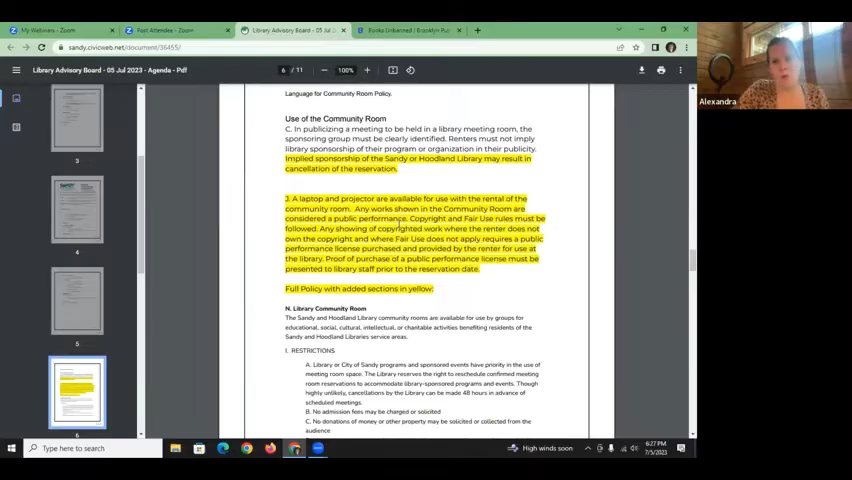 My Webinars - Zoom
Post Attendee - Zoom
Library Advisory Board - 05 Jul 2023
Books Unbanned | Brooklyn Pub
sandy.civicweb.net/document/36455/
Library Advisory Board - 05 Jul 2023 - Agenda - Pdf
6 / 11
100%
Alexandra
3
4
5
6
Language for Community Room Policy.
Use of the Community Room
C. In publicizing a meeting to be held in a library meeting room, the
sponsoring group must be clearly identified. Renters must not imply
library sponsorship of their program or organization in their publicity.
Implied sponsorship of the Sandy or Hoodland Library may result in
cancellation of the reservation.
J. A laptop and projector are available for use with the rental of the
community room. Any works shown in the Community Room are
considered a public performance. Copyright and Fair Use rules must be
followed. Any showing of copyrighted work where the renter does not
own the copyright and where Fair Use does not apply requires a public
performance license purchased and provided by the renter for use at
the library. Proof of purchase of a public performance license must be
presented to library staff prior to the reservation date.
Full Policy with added sections in yellow:
N. Library Community Room
The Sandy and Hoodland Library community rooms are available for use by groups for
educational, social, cultural, intellectual, or charitable activities benefiting residents of the
Sandy and Hoodland Libraries service areas.
I. RESTRICTIONS
A. Library or City of Sandy programs and sponsored events have priority in the use of
meeting room space. The Library reserves the right to reschedule confirmed meeting
room reservations to accommodate library-sponsored programs and events. Though
highly unlikely, cancellations by the Library can be made 48 hours in advance of
scheduled meetings.
B. No admission fees may be charged or solicited
C. No donations of money or other property may be solicited or collected from the
audience
Type here to search
High winds soon
6:27 PM
7/5/2023